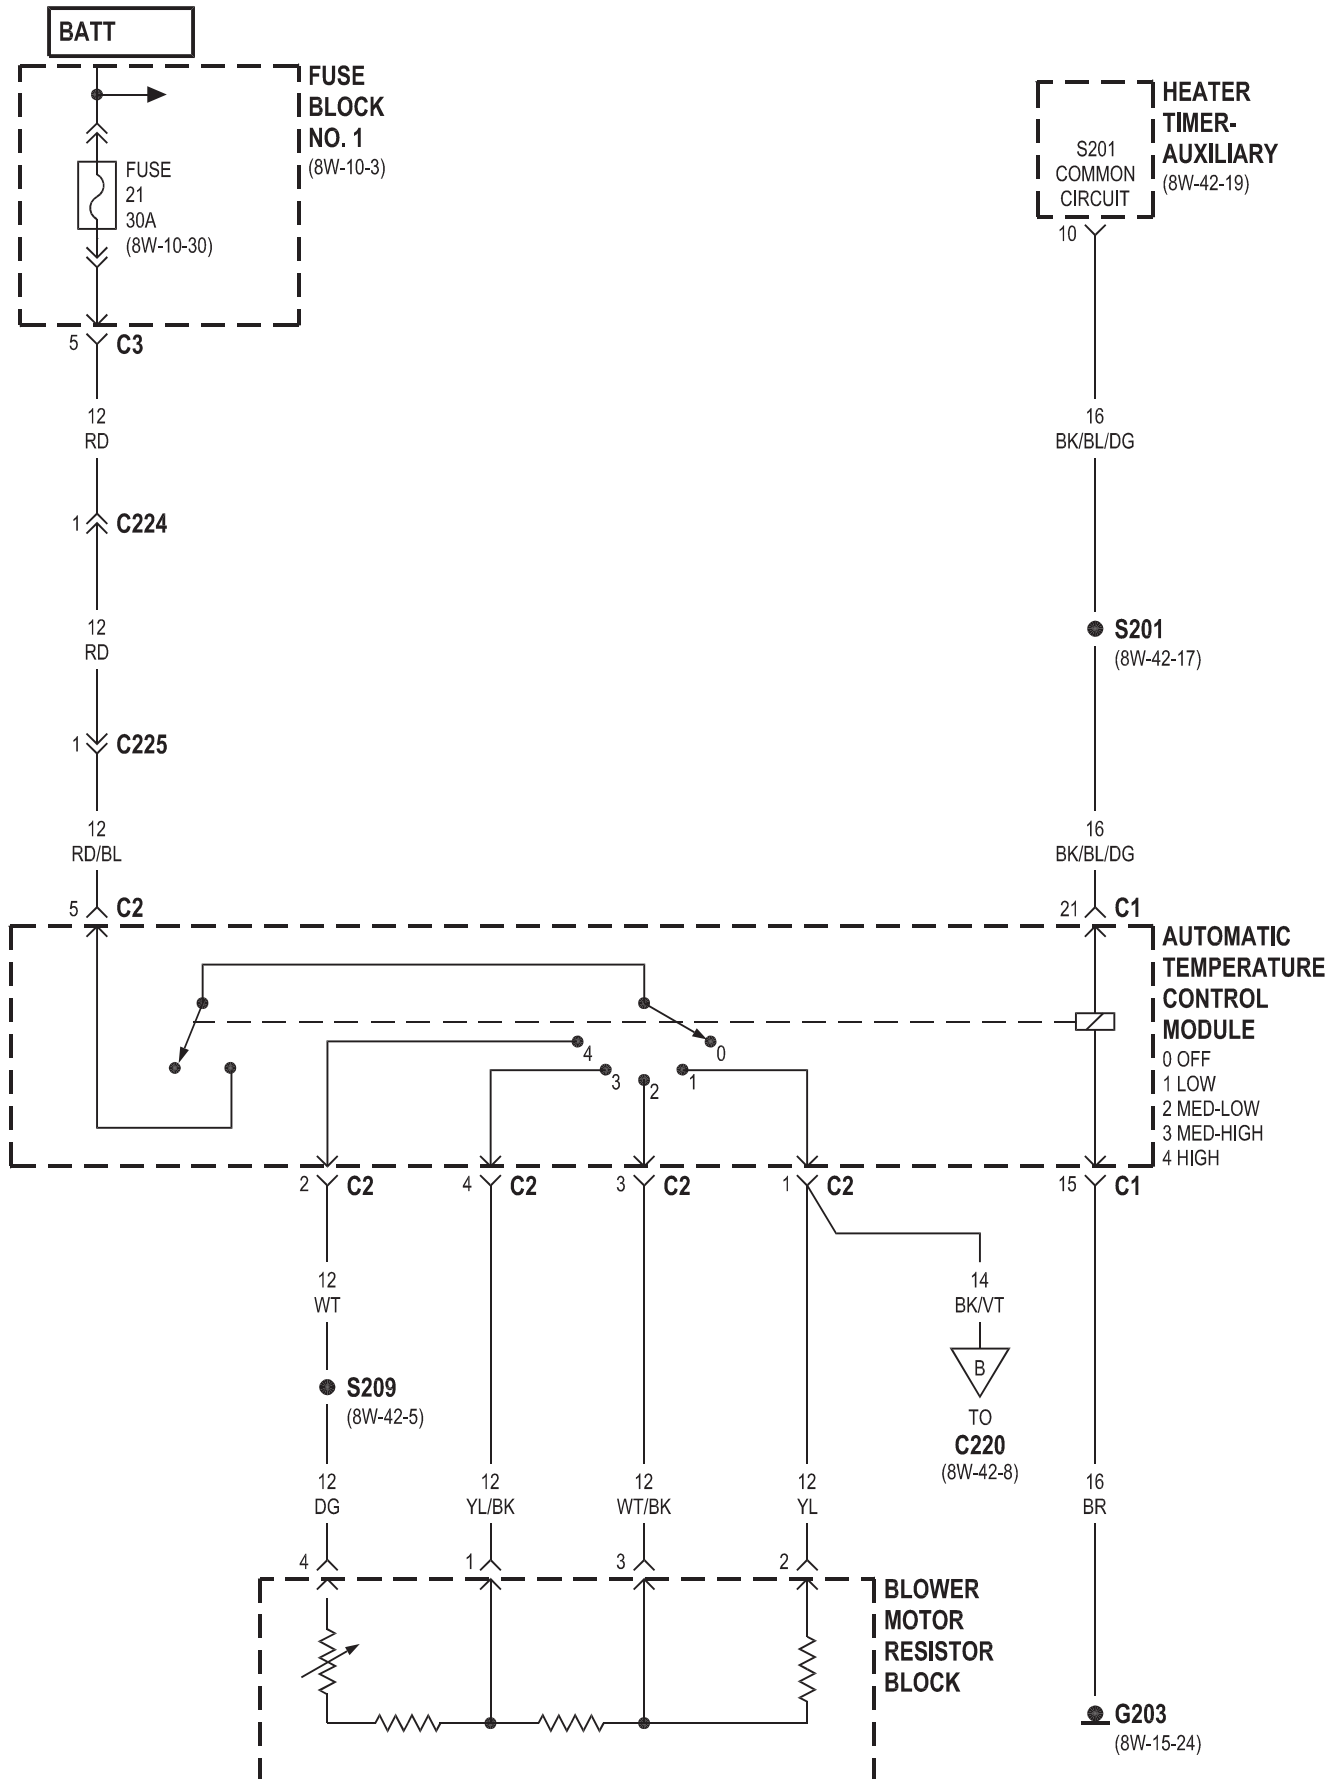 BATT
FUSE
BLOCK
NO. 1
(8W-10-3)
FUSE
21
30A
(8W-10-30)
HEATER
TIMER-
AUXILIARY
(8W-42-19)
S201
COMMON
CIRCUIT
10
5 C3
12
RD
16
BK/BL/DG
1 C224
12
RD
S201
(8W-42-17)
1 C225
12
RD/BL
16
BK/BL/DG
5 C2
21 C1
AUTOMATIC
TEMPERATURE
CONTROL
MODULE
0 OFF
1 LOW
2 MED-LOW
3 MED-HIGH
4 HIGH
4
3
2
1
0
2 C2
4 C2
3 C2
1 C2
15 C1
12
WT
14
BK/VT
B
TO
C220
(8W-42-8)
S209
(8W-42-5)
12
DG
12
YL/BK
12
WT/BK
12
YL
16
BR
4
1
3
2
BLOWER
MOTOR
RESISTOR
BLOCK
G203
(8W-15-24)